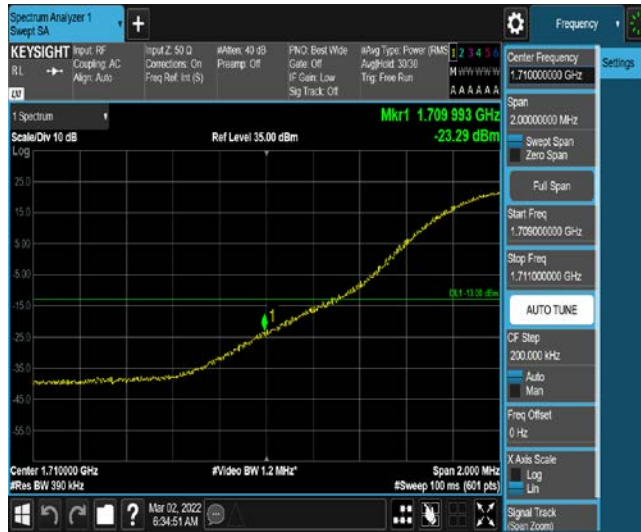 Spectrum Analyzer 1
Swept SA
+
Frequency
KEYSIGHT
RL
Input: RF
Coupling: AC
Align: Auto
Input Z: 50 Ω
Corrections: On
Freq Ref: Int (S)
#Atten: 40 dB
Preamp: Off
PNO: Best Wide
Gate: Off
IF Gain: Low
Sig Track: Off
#Avg Type: Power (RMS
Avg|Hold: 30/30
Trig: Free Run
1 2 3 4 5 6
M W W W W W
A A A A A A
LXI
1 Spectrum
Scale/Div 10 dB
Log
Ref Level 35.00 dBm
Mkr1 1.709 993 GHz
-23.29 dBm
25.0
15.0
5.00
-5.00
-15.0
-25.0
-35.0
-45.0
-55.0
DL1 -13.00 dBm
1
Center 1.710000 GHz
#Res BW 390 kHz
#Video BW 1.2 MHz*
Span 2.000 MHz
#Sweep 100 ms (601 pts)
Center Frequency
1.710000000 GHz
Settings
Span
2.00000000 MHz
Swept Span
Zero Span
Full Span
Start Freq
1.709000000 GHz
Stop Freq
1.711000000 GHz
AUTO TUNE
CF Step
200.000 kHz
Auto
Man
Freq Offset
0 Hz
X Axis Scale
Log
Lin
Signal Track
(Span Zoom)
?
Mar 02, 2022
6:34:51 AM